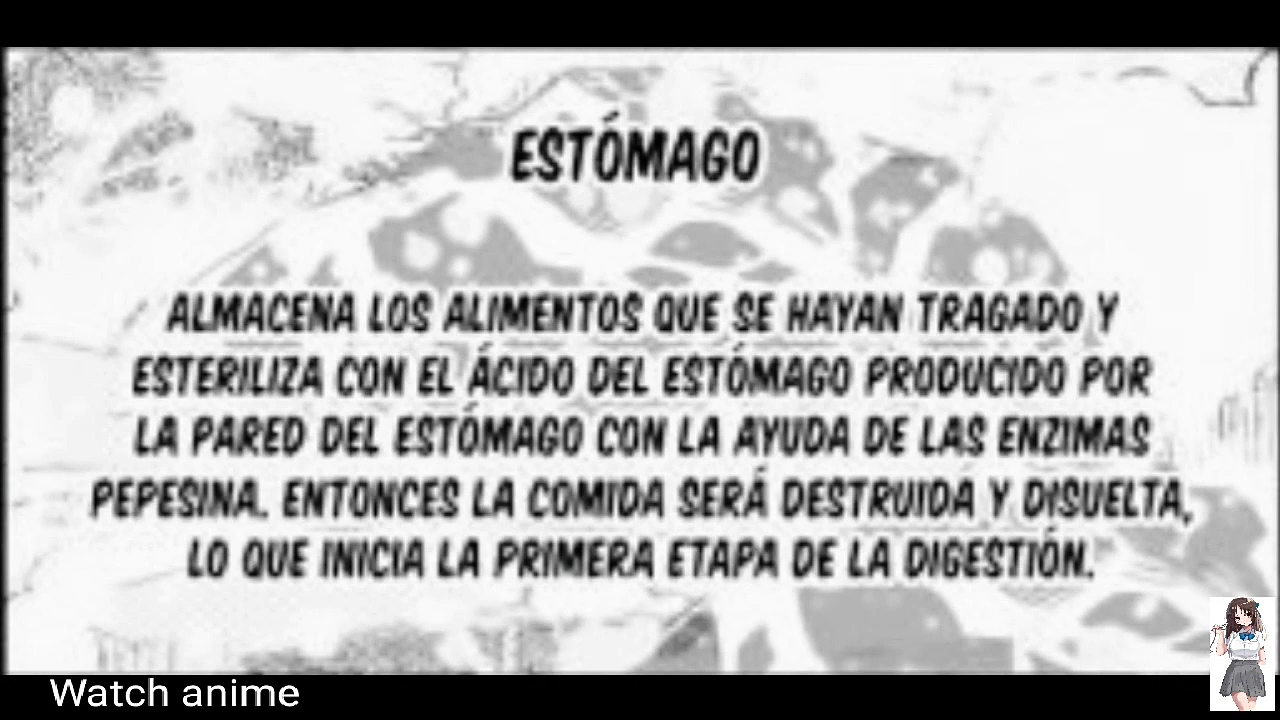 ESTÓMAGO
ALMACENA LOS ALIMENTOS QUE SE HAYAN TRAGADO Y
ESTERILIZA CON EL ÁCIDO DEL ESTÓMAGO PRODUCIDO POR
LA PARED DEL ESTÓMAGO CON LA AYUDA DE LAS ENZIMAS
PEPESINA. ENTONCES LA COMIDA SERÁ DESTRUIDA Y DISUELTA,
LO QUE INICIA LA PRIMERA ETAPA DE LA DIGESTIÓN.
Watch anime